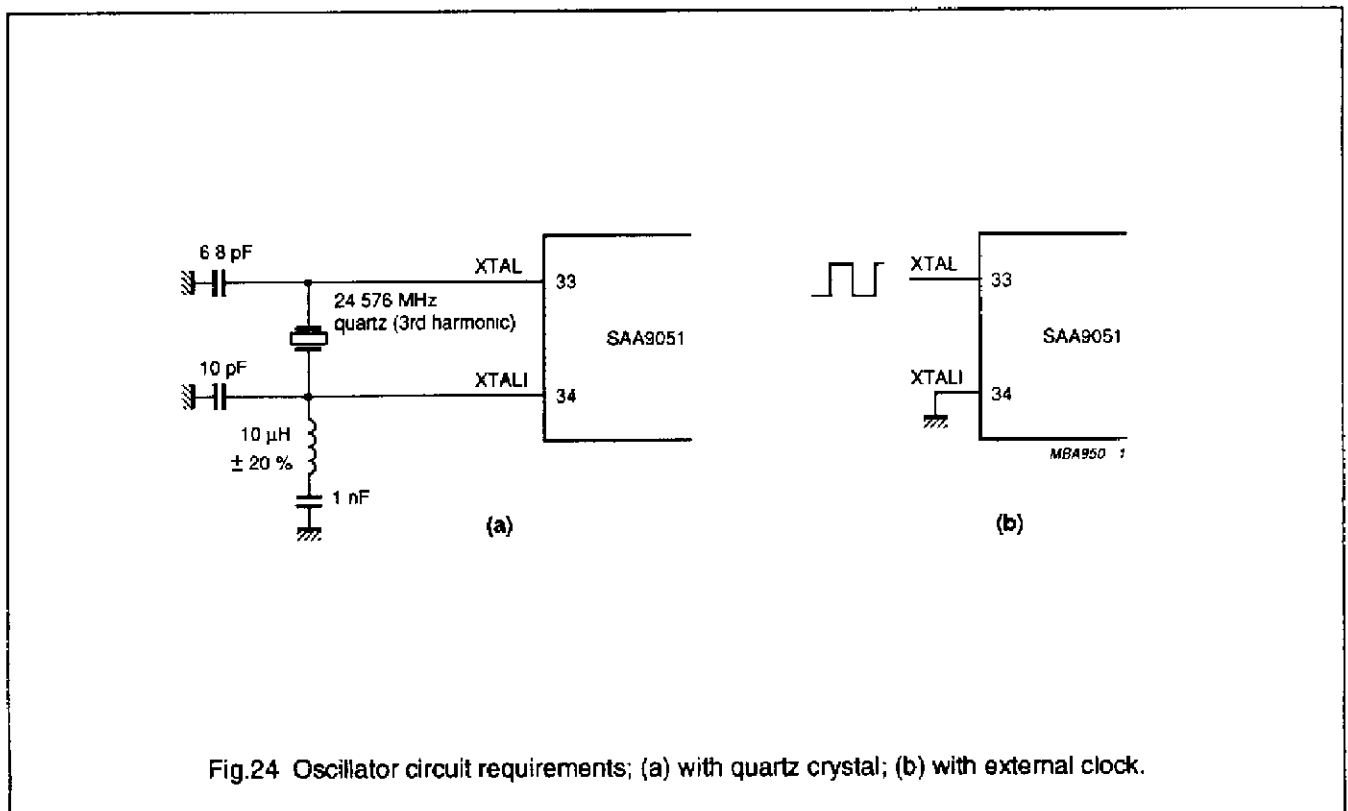 6 8 pF
XTAL
33
24 576 MHz
quartz (3rd harmonic)
SAA9051
10 pF
XTALI
34
10 μH
± 20 %
1 nF
(a)
XTAL
33
SAA9051
XTALI
34
MBA950 1
(b)
Fig.24 Oscillator circuit requirements; (a) with quartz crystal; (b) with external clock.